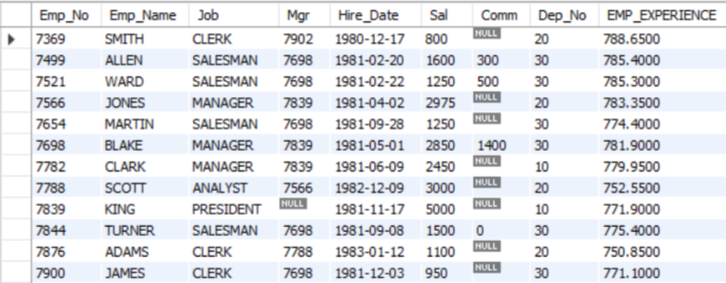 Emp_No Emp_Name Job Mgr Hire_Date Sal Comm Dep_No EMP_EXPERIENCE
7369 SMITH CLERK 7902 1980-12-17 800 NULL 20 788.6500
7499 ALLEN SALESMAN 7698 1981-02-20 1600 300 30 785.4000
7521 WARD SALESMAN 7698 1981-02-22 1250 500 30 785.3000
7566 JONES MANAGER 7839 1981-04-02 2975 NULL 20 783.3500
7654 MARTIN SALESMAN 7698 1981-09-28 1250 NULL 30 774.4000
7698 BLAKE MANAGER 7839 1981-05-01 2850 1400 30 781.9000
7782 CLARK MANAGER 7839 1981-06-09 2450 NULL 10 779.9500
7788 SCOTT ANALYST 7566 1982-12-09 3000 NULL 20 752.5500
7839 KING PRESIDENT NULL 1981-11-17 5000 NULL 10 771.9000
7844 TURNER SALESMAN 7698 1981-09-08 1500 0 30 775.4000
7876 ADAMS CLERK 7788 1983-01-12 1100 NULL 20 750.8500
7900 JAMES CLERK 7698 1981-12-03 950 NULL 30 771.1000